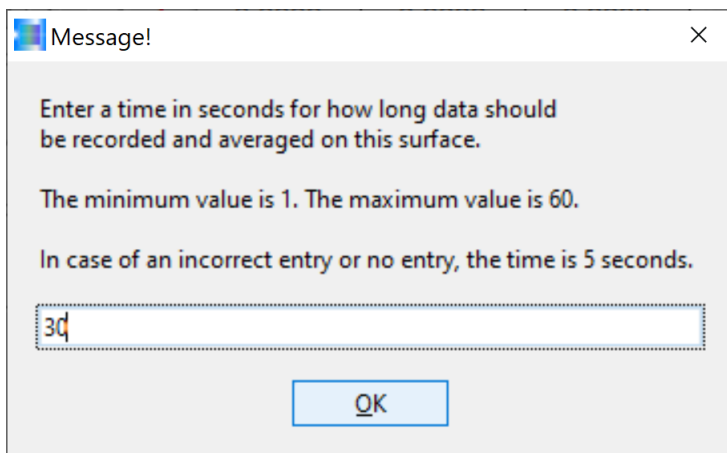 Message!
Enter a time in seconds for how long data should
be recorded and averaged on this surface.
The minimum value is 1. The maximum value is 60.
In case of an incorrect entry or no entry, the time is 5 seconds.
30
OK